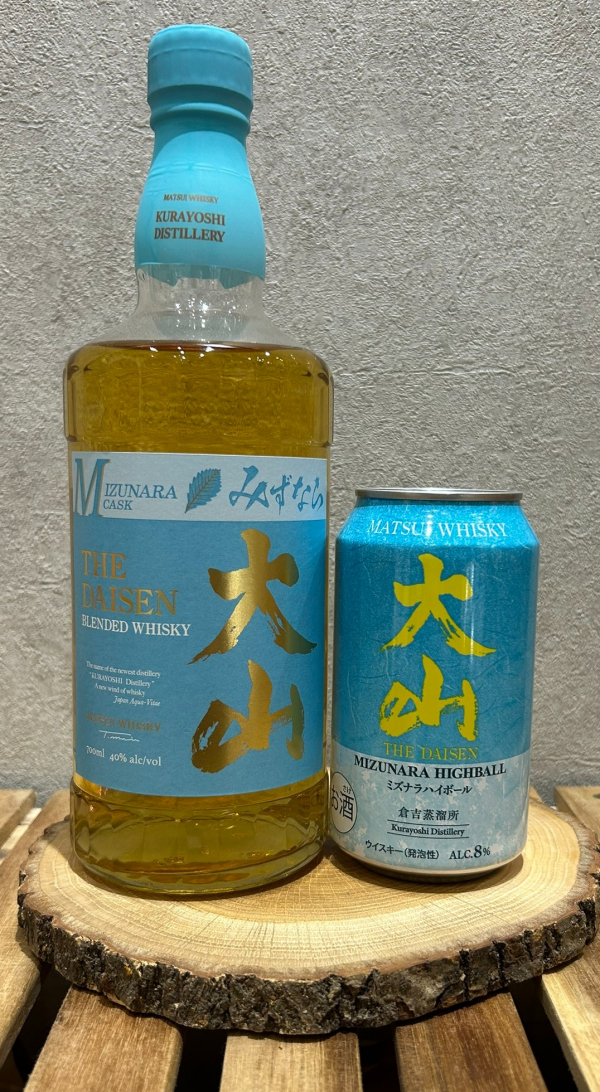 MATSUI WHISKY
KURAYOSHI
DISTILLERY
MIZUNARA
CASK
みずなら
THE
DAISEN
BLENDED WHISKY
大山
The name of the newest distillery
"KURAYOSHI Distillery"
A new wind of whisky
Japan Aqua-Vitae
MATSUI WHISKY
700ml 40% alc/vol
MATSUI WHISKY
大山
THE DAISEN
MIZUNARA HIGHBALL
ミズナラハイボール
お酒
倉吉蒸溜所
Kurayoshi Distillery
ウイスキー(発泡性) ALC.8%